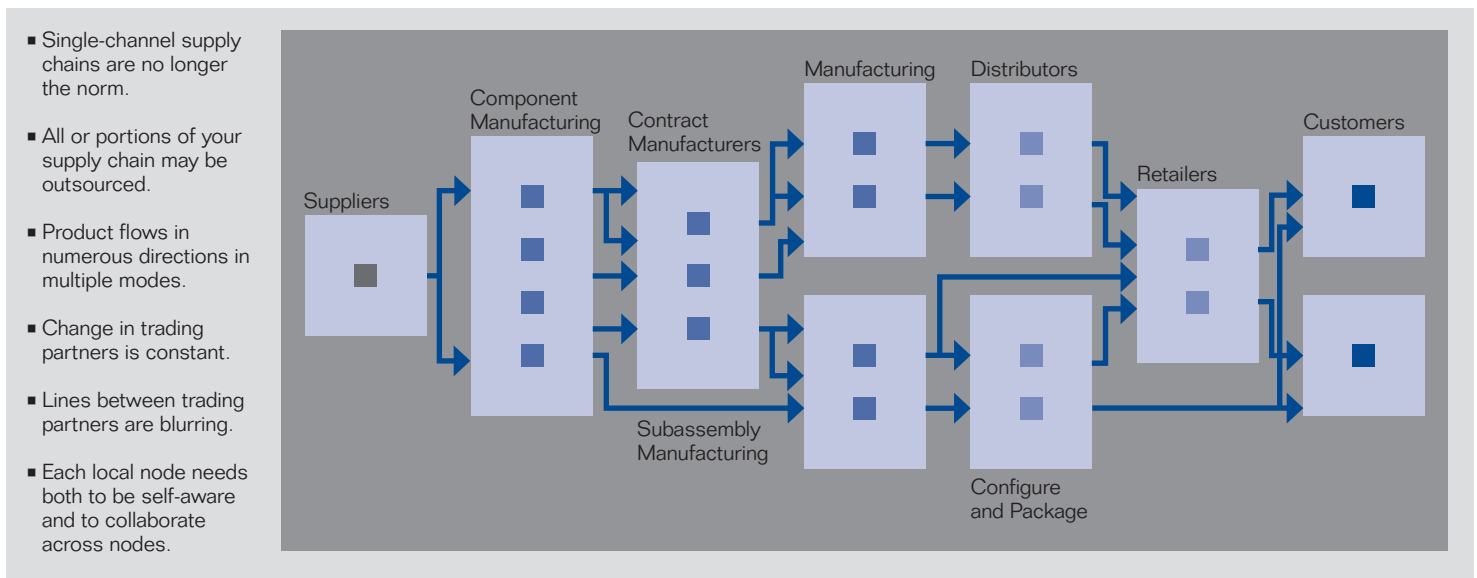 ▪ Single-channel supply
chains are no longer
the norm.
▪ All or portions of your
supply chain may be
outsourced.
▪ Product flows in
numerous directions in
multiple modes.
▪ Change in trading
partners is constant.
▪ Lines between trading
partners are blurring.
▪ Each local node needs
both to be self-aware
and to collaborate
across nodes.
Suppliers
Component
Manufacturing
Contract
Manufacturers
Subassembly
Manufacturing
Manufacturing
Distributors
Configure
and Package
Retailers
Customers